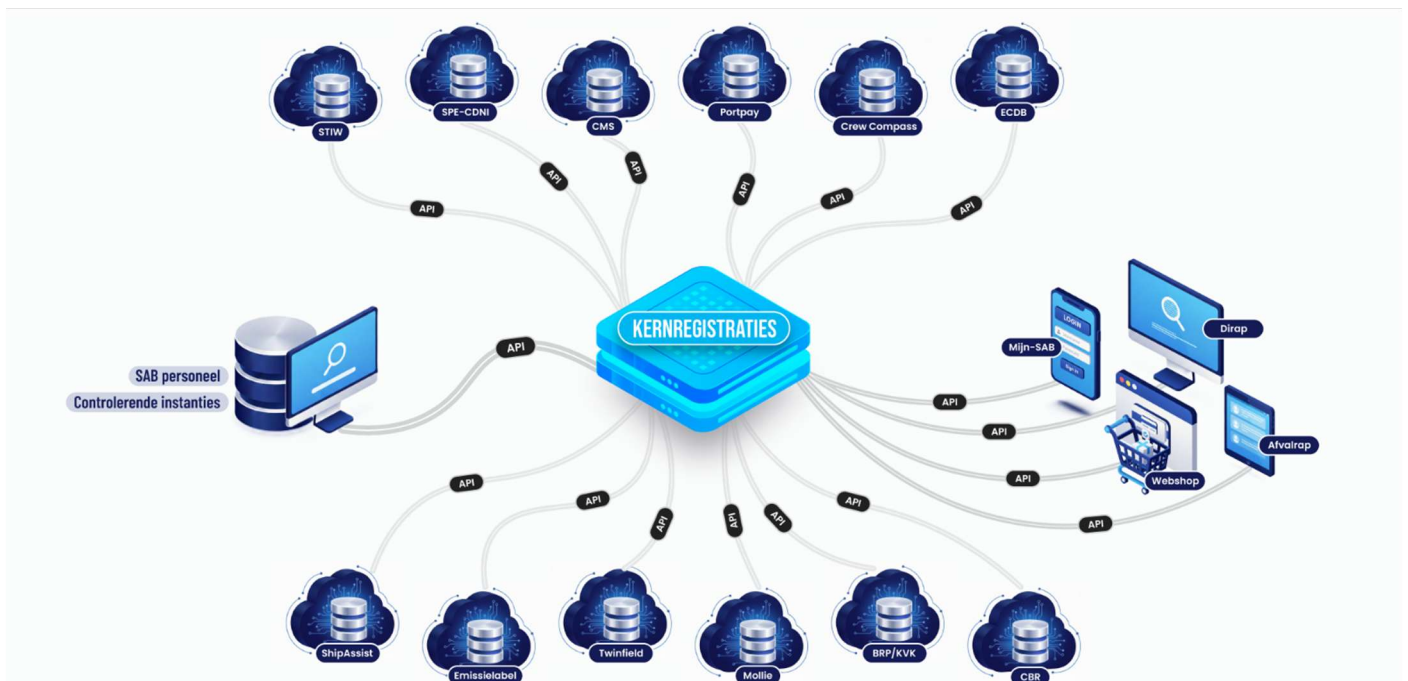 STIW
SPE-CDNI
CMS
Portpay
Crew Compass
ECDB
API
API
API
API
API
API
KERNREGISTRATIES
SAB personeel
Controlerende instanties
API
LOGIN
Sign in
Mijn-SAB
Dirap
Webshop
Afvalrap
API
API
API
API
API
API
API
API
API
API
ShipAssist
Emissielabel
Twinfield
Mollie
BRP/KVK
CBR